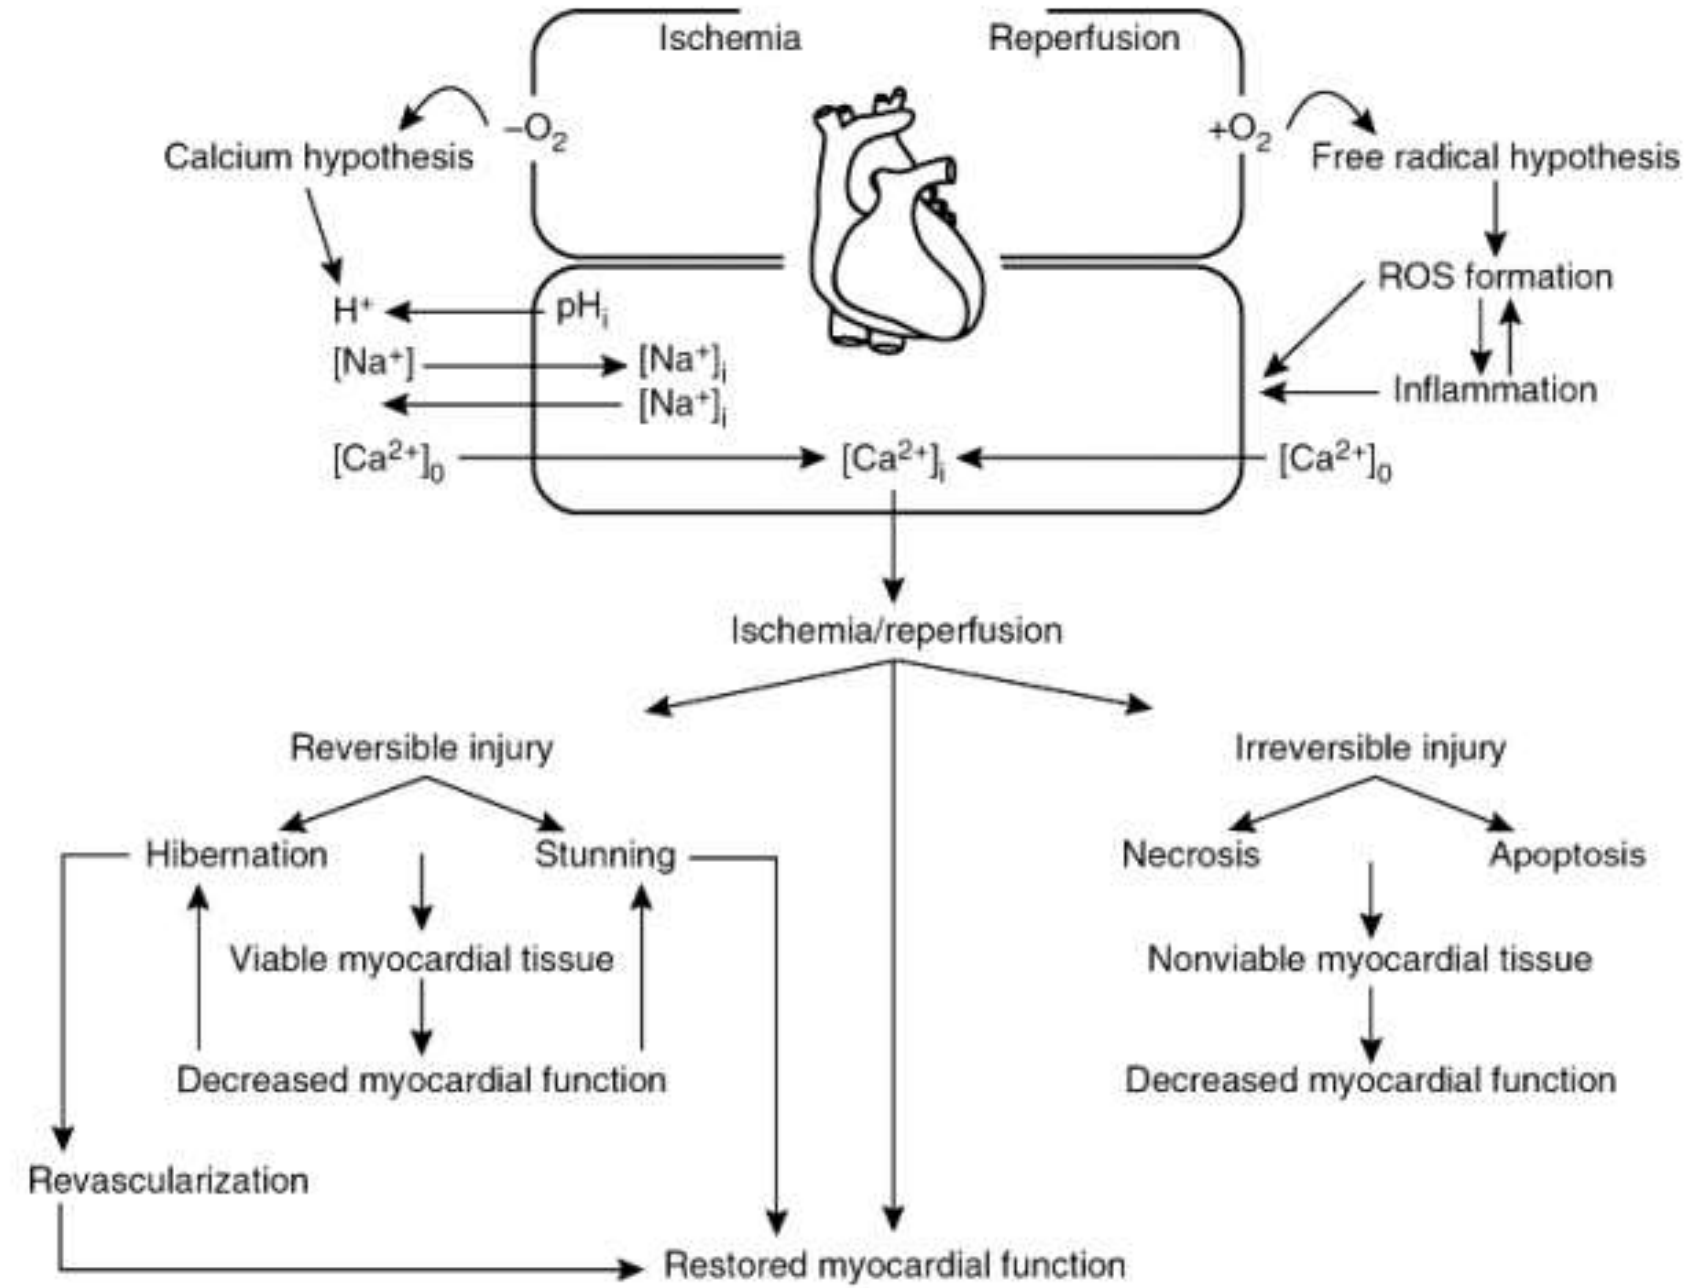 Ischemia
Reperfusion
–O₂
+O₂
Calcium hypothesis
Free radical hypothesis
H⁺
pHᵢ
ROS formation
[Na⁺]
[Na⁺]ᵢ
[Na⁺]ᵢ
Inflammation
[Ca²⁺]₀
[Ca²⁺]ᵢ
[Ca²⁺]₀
Ischemia/reperfusion
Reversible injury
Irreversible injury
Hibernation
Stunning
Necrosis
Apoptosis
Viable myocardial tissue
Nonviable myocardial tissue
Decreased myocardial function
Decreased myocardial function
Revascularization
Restored myocardial function